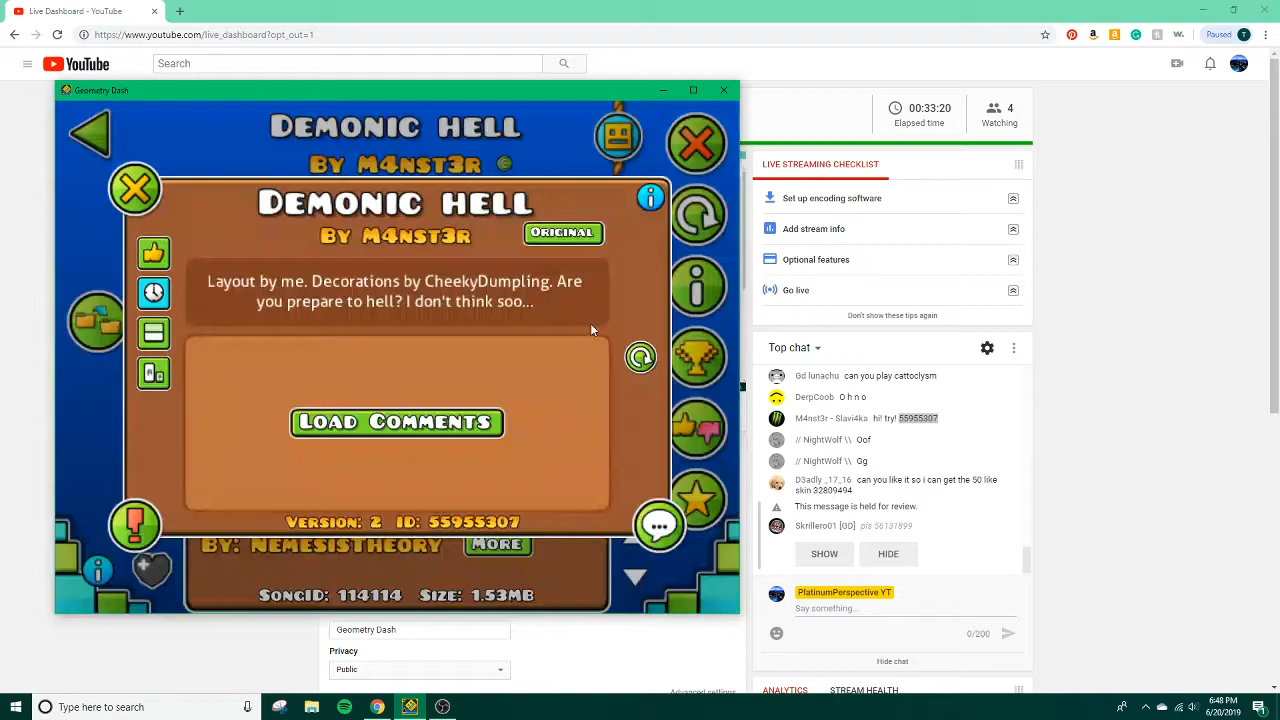 Live Dashboard - YouTube
https://www.youtube.com/live_dashboard?opt_out=1
Paused
T
YouTube
Search
Geometry Dash
DEMONIC HELL
BY M4NST3R
DEMONIC HELL
BY M4NST3R
ORIGINAL
Layout by me. Decorations by CheekyDumpling. Are
you prepare to hell? I don't think soo...
LOAD COMMENTS
VERSION: 2 ID: 55955307
BY: NEMESISTHEORY
MORE
SONGID: 114114 SIZE: 1.53MB
Geometry Dash
Privacy
Public
Advanced settings
00:33:20
Elapsed time
4
Watching
LIVE STREAMING CHECKLIST
Set up encoding software
Add stream info
Optional features
Go live
Don't show these tips again
Top chat
Gd lunachu can you play cattoclysm
DerpCoob O h n o
M4nst3r - Slavi4ka hi! try! 55955307
// NightWolf \\ Oof
// NightWolf \\ Gg
D3adly _17_16 can you like it so i can get the 50 like
skin 32809494
This message is held for review.
Skrillero01 [GD] pls 56131899
SHOW
HIDE
PlatinumPerspective YT
Say something...
0/200
Hide chat
ANALYTICS
STREAM HEALTH
Type here to search
6:48 PM
6/20/2019